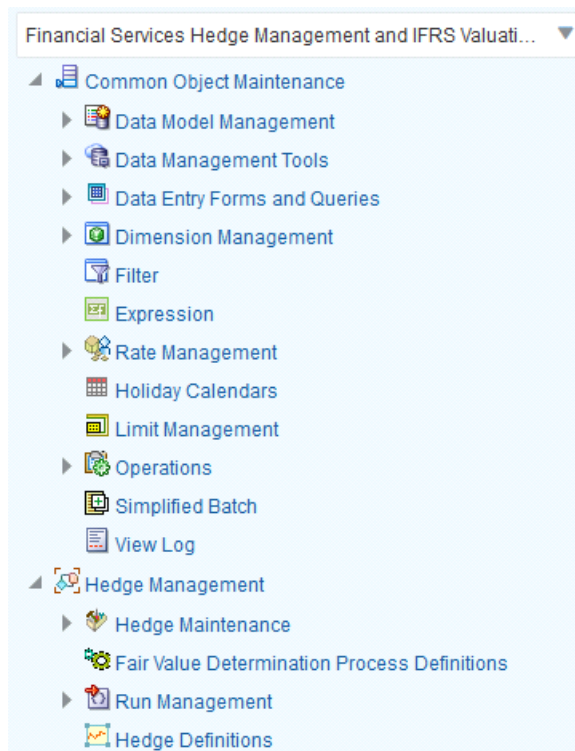 Financial Services Hedge Management and IFRS Valuati...
Common Object Maintenance
Data Model Management
Data Management Tools
Data Entry Forms and Queries
Dimension Management
Filter
Expression
Rate Management
Holiday Calendars
Limit Management
Operations
Simplified Batch
View Log
Hedge Management
Hedge Maintenance
Fair Value Determination Process Definitions
Run Management
Hedge Definitions